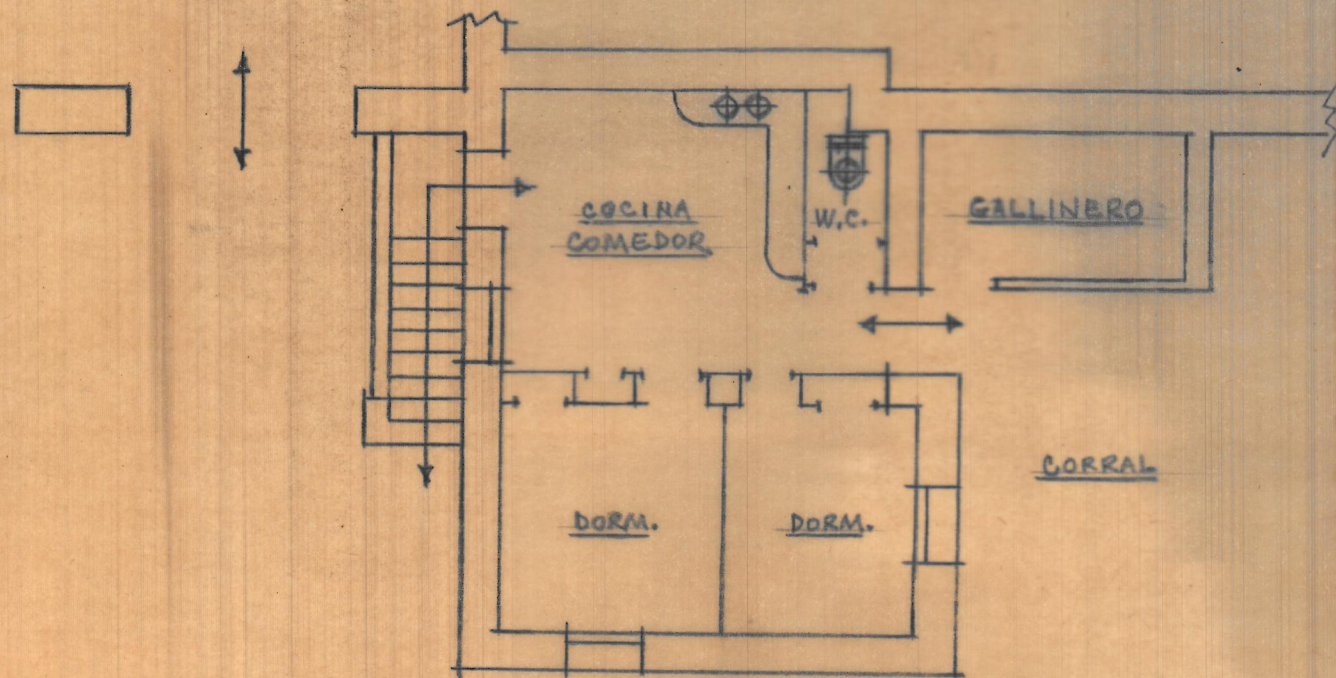 COCINA
COMEDOR
W.C.
GALLINERO
CORRAL
DORM.
DORM.